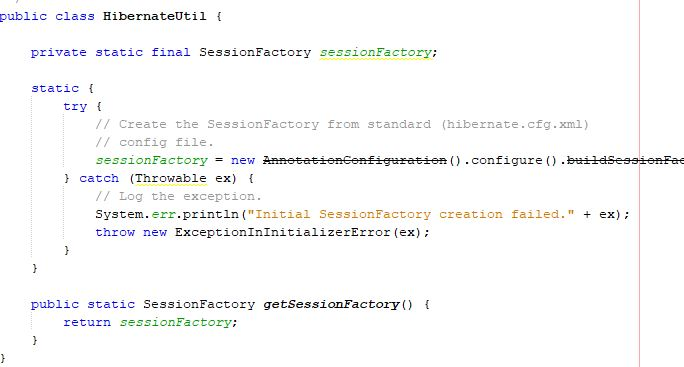 public class HibernateUtil {
private static final SessionFactory sessionFactory;
static {
try {
// Create the SessionFactory from standard (hibernate.cfg.xml)
// config file.
sessionFactory = new AnnotationConfiguration().configure().buildSessionFac
} catch (Throwable ex) {
// Log the exception.
System.err.println("Initial SessionFactory creation failed." + ex);
throw new ExceptionInInitializerError(ex);
}
}
public static SessionFactory getSessionFactory() {
return sessionFactory;
}
}